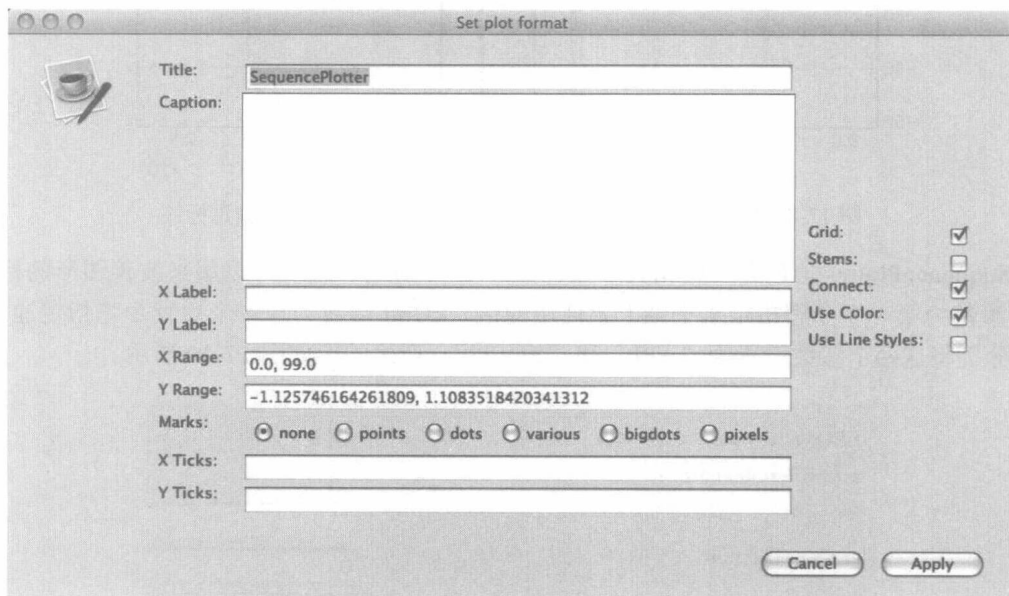 Set plot format
Title: SequencePlotter
Caption:
Grid:
Stems:
Connect:
Use Color:
Use Line Styles:
X Label:
Y Label:
X Range: 0.0, 99.0
Y Range: -1.125746164261809, 1.1083518420341312
Marks: none points dots various bigdots pixels
X Ticks:
Y Ticks:
Cancel Apply